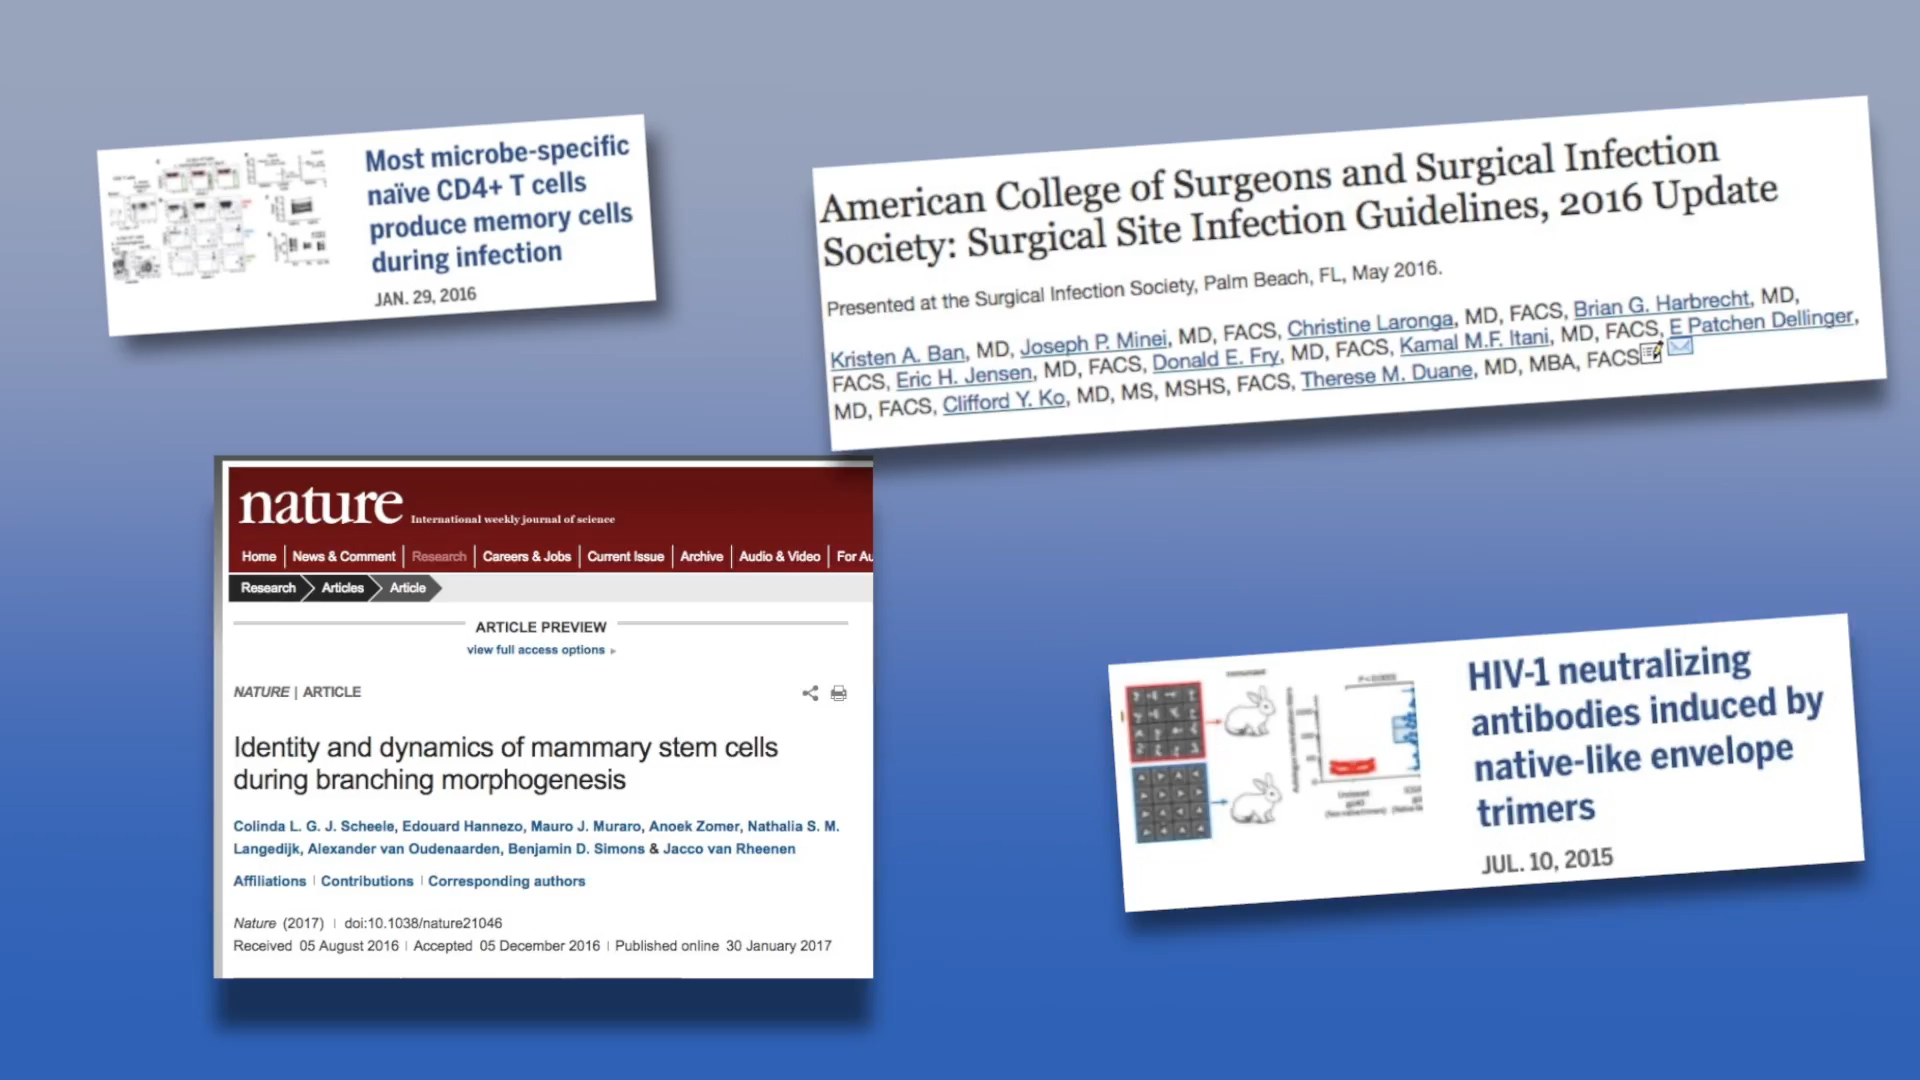 Most microbe-specific
naïve CD4+ T cells
produce memory cells
during infection
JAN. 29, 2016
American College of Surgeons and Surgical Infection
Society: Surgical Site Infection Guidelines, 2016 Update
Presented at the Surgical Infection Society, Palm Beach, FL, May 2016.
Kristen A. Ban, MD, Joseph P. Minei, MD, FACS, Christine Laronga, MD, FACS, Brian G. Harbrecht, MD,
FACS, Eric H. Jensen, MD, FACS, Donald E. Fry, MD, FACS, Kamal M.F. Itani, MD, FACS, E Patchen Dellinger,
MD, FACS, Clifford Y. Ko, MD, MS, MSHS, FACS, Therese M. Duane, MD, MBA, FACS
nature International weekly journal of science
Home | News & Comment | Research | Careers & Jobs | Current Issue | Archive | Audio & Video | For Au
Research Articles Article
ARTICLE PREVIEW
view full access options
NATURE | ARTICLE
Identity and dynamics of mammary stem cells
during branching morphogenesis
Colinda L. G. J. Scheele, Edouard Hannezo, Mauro J. Muraro, Anoek Zomer, Nathalia S. M.
Langedijk, Alexander van Oudenaarden, Benjamin D. Simons & Jacco van Rheenen
Affiliations | Contributions | Corresponding authors
Nature (2017) | doi:10.1038/nature21046
Received 05 August 2016 | Accepted 05 December 2016 | Published online 30 January 2017
HIV-1 neutralizing
antibodies induced by
native-like envelope
trimers
JUL. 10, 2015